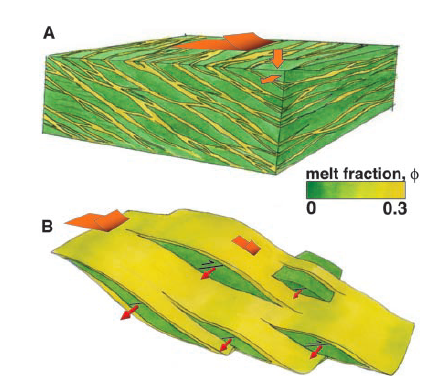 A
melt fraction, ϕ
0 0.3
B